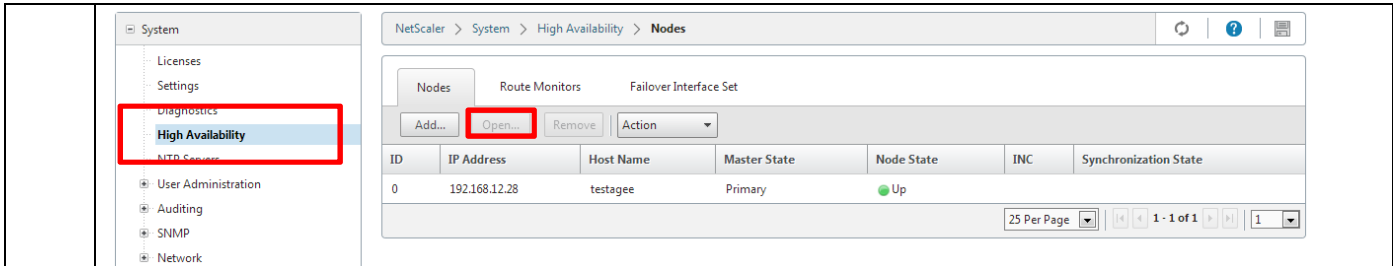 System
Licenses
Settings
Diagnostics
High Availability
NTP Servers
User Administration
Auditing
SNMP
Network
NetScaler > System > High Availability > Nodes
Nodes Route Monitors Failover Interface Set
Add... Open... Remove Action
ID IP Address Host Name Master State Node State INC Synchronization State
0 192.168.12.28 testagee Primary Up
25 Per Page 1 - 1 of 1 1